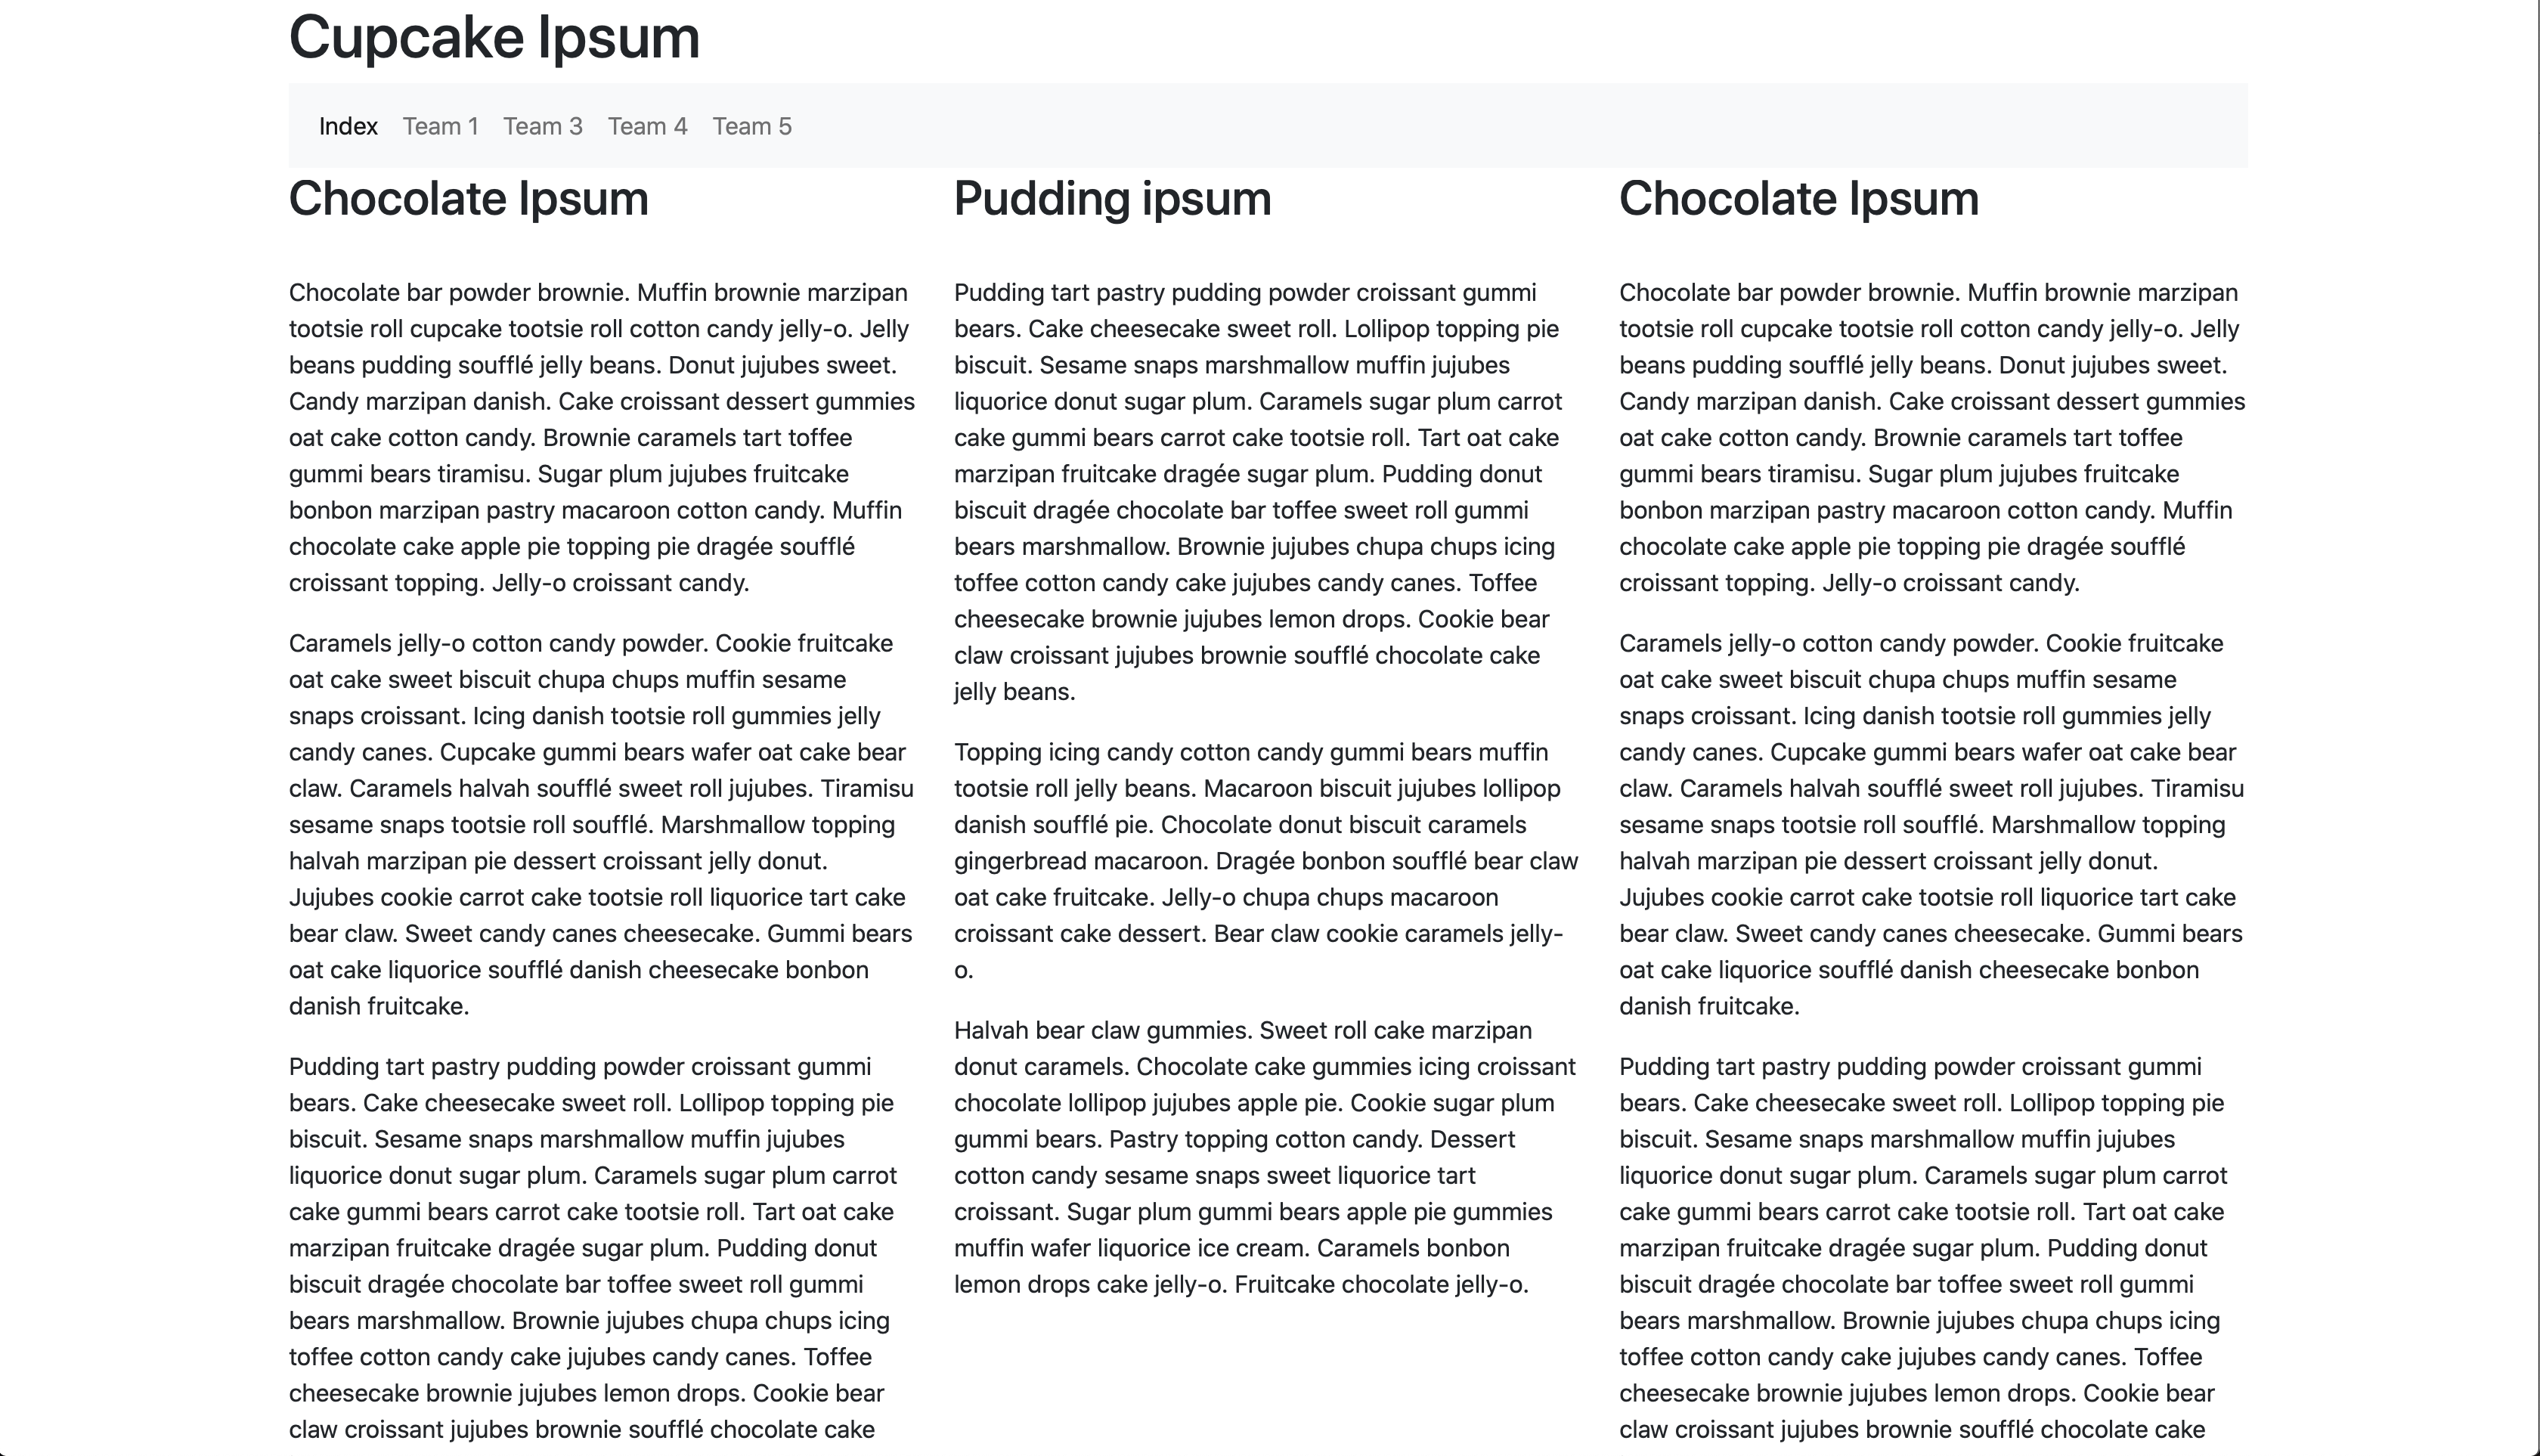 Cupcake Ipsum
Index Team 1 Team 3 Team 4 Team 5
Chocolate Ipsum
Chocolate bar powder brownie. Muffin brownie marzipan
tootsie roll cupcake tootsie roll cotton candy jelly-o. Jelly
beans pudding soufflé jelly beans. Donut jujubes sweet.
Candy marzipan danish. Cake croissant dessert gummies
oat cake cotton candy. Brownie caramels tart toffee
gummi bears tiramisu. Sugar plum jujubes fruitcake
bonbon marzipan pastry macaroon cotton candy. Muffin
chocolate cake apple pie topping pie dragée soufflé
croissant topping. Jelly-o croissant candy.
Caramels jelly-o cotton candy powder. Cookie fruitcake
oat cake sweet biscuit chupa chups muffin sesame
snaps croissant. Icing danish tootsie roll gummies jelly
candy canes. Cupcake gummi bears wafer oat cake bear
claw. Caramels halvah soufflé sweet roll jujubes. Tiramisu
sesame snaps tootsie roll soufflé. Marshmallow topping
halvah marzipan pie dessert croissant jelly donut.
Jujubes cookie carrot cake tootsie roll liquorice tart cake
bear claw. Sweet candy canes cheesecake. Gummi bears
oat cake liquorice soufflé danish cheesecake bonbon
danish fruitcake.
Pudding tart pastry pudding powder croissant gummi
bears. Cake cheesecake sweet roll. Lollipop topping pie
biscuit. Sesame snaps marshmallow muffin jujubes
liquorice donut sugar plum. Caramels sugar plum carrot
cake gummi bears carrot cake tootsie roll. Tart oat cake
marzipan fruitcake dragée sugar plum. Pudding donut
biscuit dragée chocolate bar toffee sweet roll gummi
bears marshmallow. Brownie jujubes chupa chups icing
toffee cotton candy cake jujubes candy canes. Toffee
cheesecake brownie jujubes lemon drops. Cookie bear
claw croissant jujubes brownie soufflé chocolate cake
Pudding ipsum
Pudding tart pastry pudding powder croissant gummi
bears. Cake cheesecake sweet roll. Lollipop topping pie
biscuit. Sesame snaps marshmallow muffin jujubes
liquorice donut sugar plum. Caramels sugar plum carrot
cake gummi bears carrot cake tootsie roll. Tart oat cake
marzipan fruitcake dragée sugar plum. Pudding donut
biscuit dragée chocolate bar toffee sweet roll gummi
bears marshmallow. Brownie jujubes chupa chups icing
toffee cotton candy cake jujubes candy canes. Toffee
cheesecake brownie jujubes lemon drops. Cookie bear
claw croissant jujubes brownie soufflé chocolate cake
jelly beans.
Topping icing candy cotton candy gummi bears muffin
tootsie roll jelly beans. Macaroon biscuit jujubes lollipop
danish soufflé pie. Chocolate donut biscuit caramels
gingerbread macaroon. Dragée bonbon soufflé bear claw
oat cake fruitcake. Jelly-o chupa chups macaroon
croissant cake dessert. Bear claw cookie caramels jelly-
o.
Halvah bear claw gummies. Sweet roll cake marzipan
donut caramels. Chocolate cake gummies icing croissant
chocolate lollipop jujubes apple pie. Cookie sugar plum
gummi bears. Pastry topping cotton candy. Dessert
cotton candy sesame snaps sweet liquorice tart
croissant. Sugar plum gummi bears apple pie gummies
muffin wafer liquorice ice cream. Caramels bonbon
lemon drops cake jelly-o. Fruitcake chocolate jelly-o.
Chocolate Ipsum
Chocolate bar powder brownie. Muffin brownie marzipan
tootsie roll cupcake tootsie roll cotton candy jelly-o. Jelly
beans pudding soufflé jelly beans. Donut jujubes sweet.
Candy marzipan danish. Cake croissant dessert gummies
oat cake cotton candy. Brownie caramels tart toffee
gummi bears tiramisu. Sugar plum jujubes fruitcake
bonbon marzipan pastry macaroon cotton candy. Muffin
chocolate cake apple pie topping pie dragée soufflé
croissant topping. Jelly-o croissant candy.
Caramels jelly-o cotton candy powder. Cookie fruitcake
oat cake sweet biscuit chupa chups muffin sesame
snaps croissant. Icing danish tootsie roll gummies jelly
candy canes. Cupcake gummi bears wafer oat cake bear
claw. Caramels halvah soufflé sweet roll jujubes. Tiramisu
sesame snaps tootsie roll soufflé. Marshmallow topping
halvah marzipan pie dessert croissant jelly donut.
Jujubes cookie carrot cake tootsie roll liquorice tart cake
bear claw. Sweet candy canes cheesecake. Gummi bears
oat cake liquorice soufflé danish cheesecake bonbon
danish fruitcake.
Pudding tart pastry pudding powder croissant gummi
bears. Cake cheesecake sweet roll. Lollipop topping pie
biscuit. Sesame snaps marshmallow muffin jujubes
liquorice donut sugar plum. Caramels sugar plum carrot
cake gummi bears carrot cake tootsie roll. Tart oat cake
marzipan fruitcake dragée sugar plum. Pudding donut
biscuit dragée chocolate bar toffee sweet roll gummi
bears marshmallow. Brownie jujubes chupa chups icing
toffee cotton candy cake jujubes candy canes. Toffee
cheesecake brownie jujubes lemon drops. Cookie bear
claw croissant jujubes brownie soufflé chocolate cake